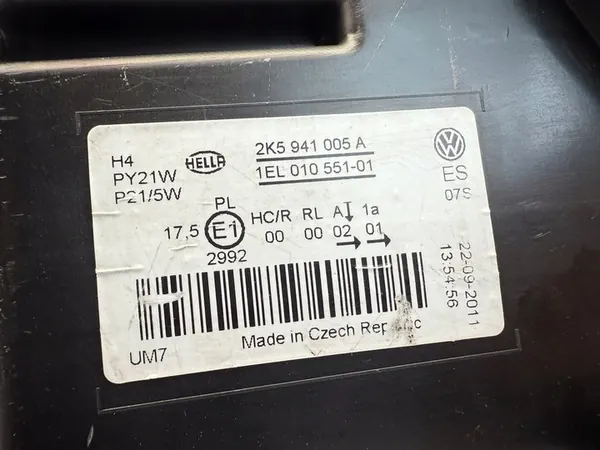 H4
PY21W
P21/5W
HELLA
2K5 941 005 A
1EL 010 551-01
VW
ES
07S
PL
17,5 E1
2992
HC/R RL A 1a
00 00 02 01
22-09-2011
13:54:56
UM7
Made in Czech Republic